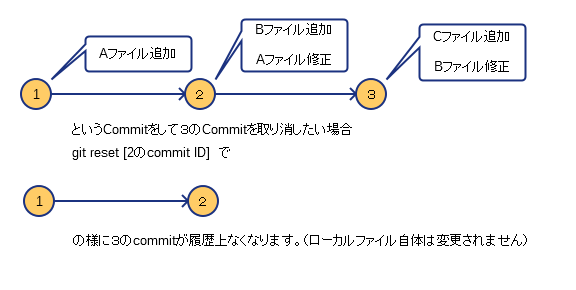 Aファイル追加
Bファイル追加
Aファイル修正
Cファイル追加
Bファイル修正
1
2
3
というCommitをして3のCommitを取り消したい場合
git reset [2のcommit ID] で
1
2
の様に3のcommitが履歴上なくなります。(ローカルファイル自体は変更されません)